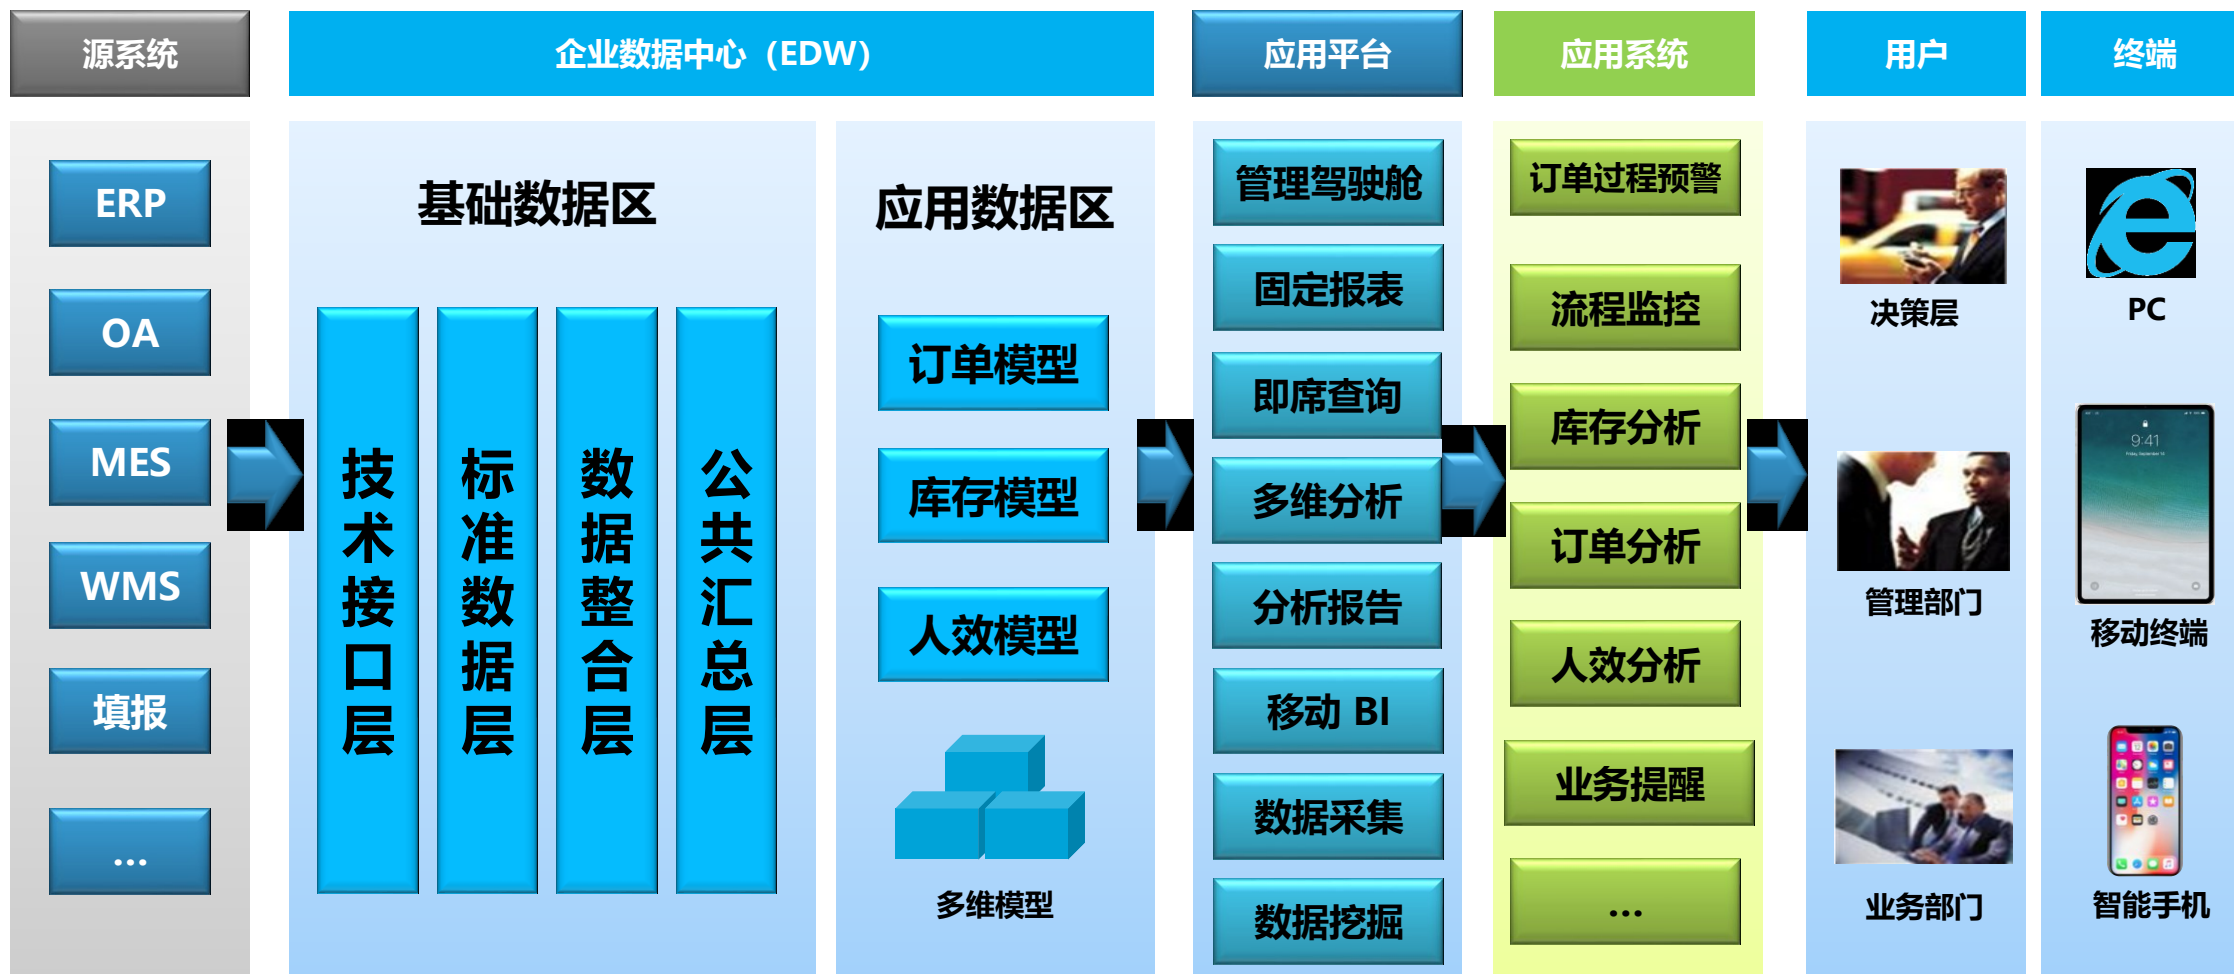 源系统
企业数据中心（EDW）
应用平台
应用系统
用户
终端
ERP
OA
MES
WMS
填报
...
基础数据区
技术接口层
标准数据层
数据整合层
公共汇总层
应用数据区
订单模型
库存模型
人效模型
多维模型
管理驾驶舱
固定报表
即席查询
多维分析
分析报告
移动 BI
数据采集
数据挖掘
订单过程预警
流程监控
库存分析
订单分析
人效分析
业务提醒
...
决策层
管理部门
业务部门
PC
9:41
移动终端
智能手机